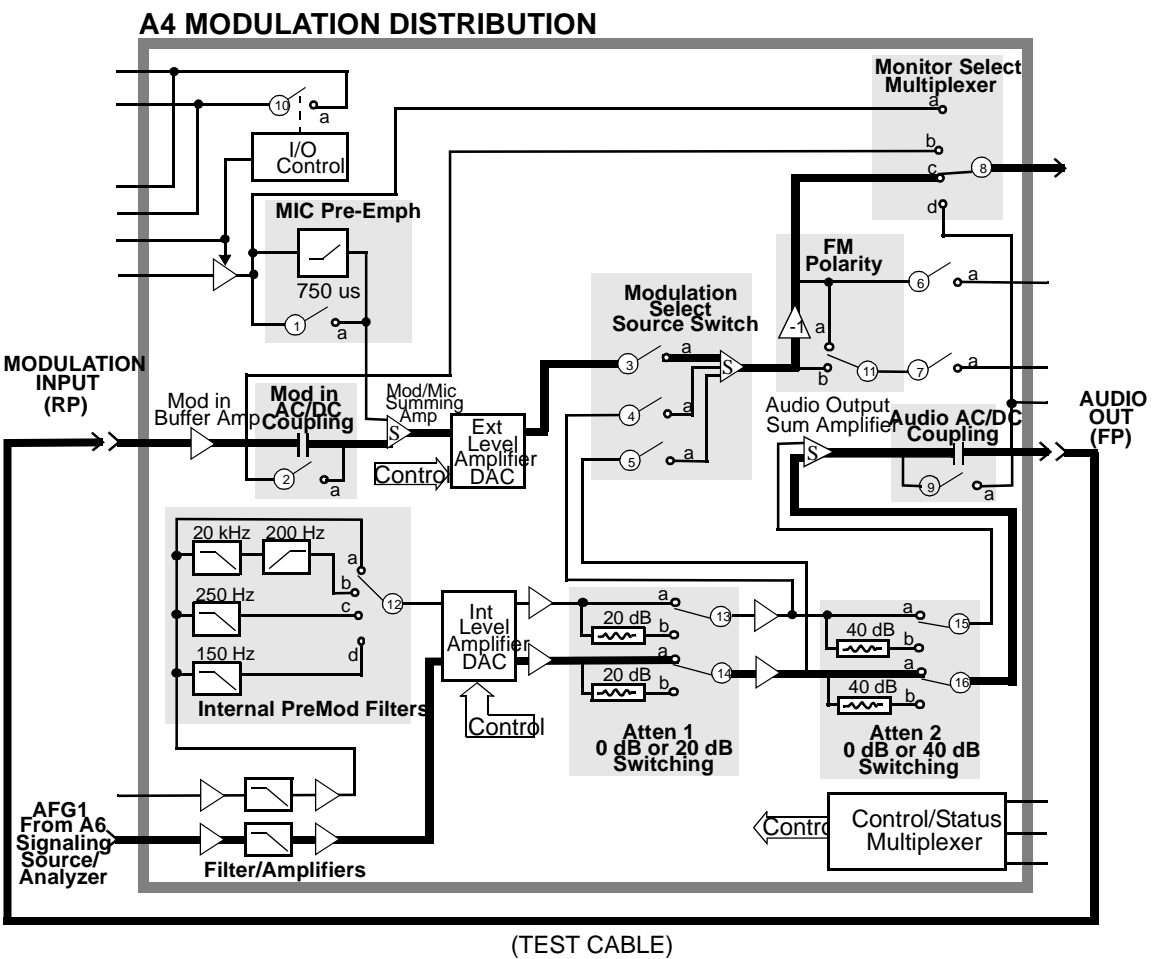 A4 MODULATION DISTRIBUTION
Monitor Select
Multiplexer
a
b
c
8
d
10
a
I/O
Control
MIC Pre-Emph
750 us
1
a
FM
Polarity
6
a
-1
a
b
11
7
a
Modulation
Select
Source Switch
3
a
S
4
a
5
a
MODULATION
INPUT
(RP)
Mod in
Buffer Amp
Mod in
AC/DC
Coupling
2
a
Mod/Mic
Summing
Amp
S
Control
Ext
Level
Amplifier
DAC
Audio Output
Sum Amplifier
S
Audio AC/DC
Coupling
9
a
AUDIO
OUT
(FP)
20 kHz
200 Hz
a
b
250 Hz
c
12
150 Hz
d
Internal PreMod Filters
Int
Level
Amplifier
DAC
Control
a
20 dB
b
13
a
20 dB
b
14
Atten 1
0 dB or 20 dB
Switching
a
40 dB
b
15
a
40 dB
b
16
Atten 2
0 dB or 40 dB
Switching
AFG1
From A6
Signaling
Source/
Analyzer
Filter/Amplifiers
Contro
Control/Status
Multiplexer
(TEST CABLE)